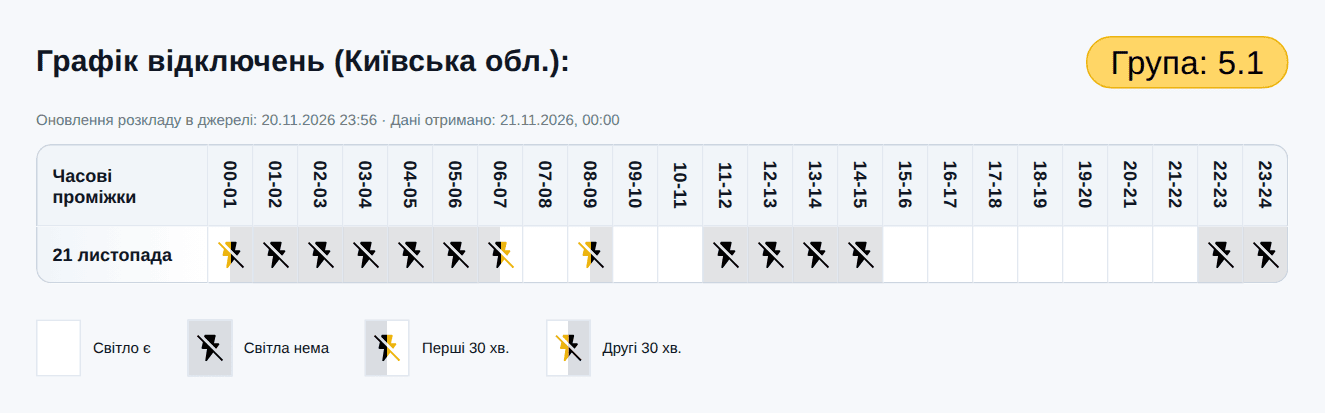 Графік відключень (Київська обл.):
Група: 5.1
Оновлення розкладу в джерелі: 20.11.2026 23:56 · Дані отримано: 21.11.2026, 00:00
Часові
проміжки
00-01
01-02
02-03
03-04
04-05
05-06
06-07
07-08
08-09
09-10
10-11
11-12
12-13
13-14
14-15
15-16
16-17
17-18
18-19
19-20
20-21
21-22
22-23
23-24
21 листопада
Світло є
Світла нема
Перші 30 хв.
Другі 30 хв.